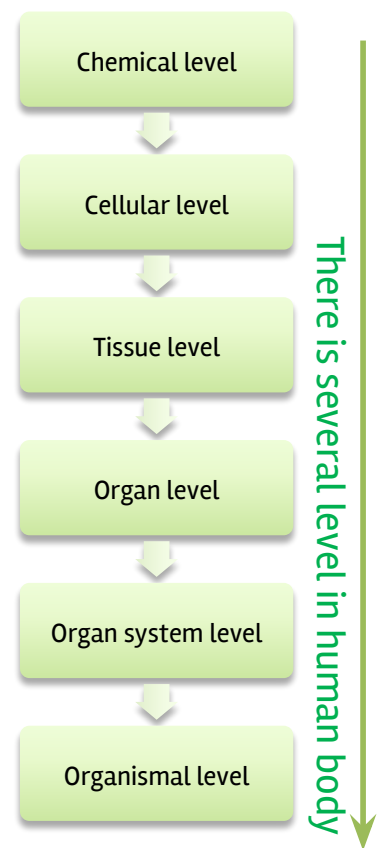 Chemical level
Cellular level
Tissue level
Organ level
Organ system level
Organismal level
There is several level in human body